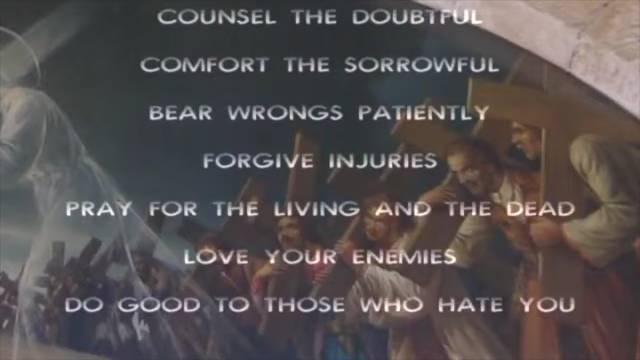 COUNSEL THE DOUBTFUL
COMFORT THE SORROWFUL
BEAR WRONGS PATIENTLY
FORGIVE INJURIES
PRAY FOR THE LIVING AND THE DEAD
LOVE YOUR ENEMIES
DO GOOD TO THOSE WHO HATE YOU